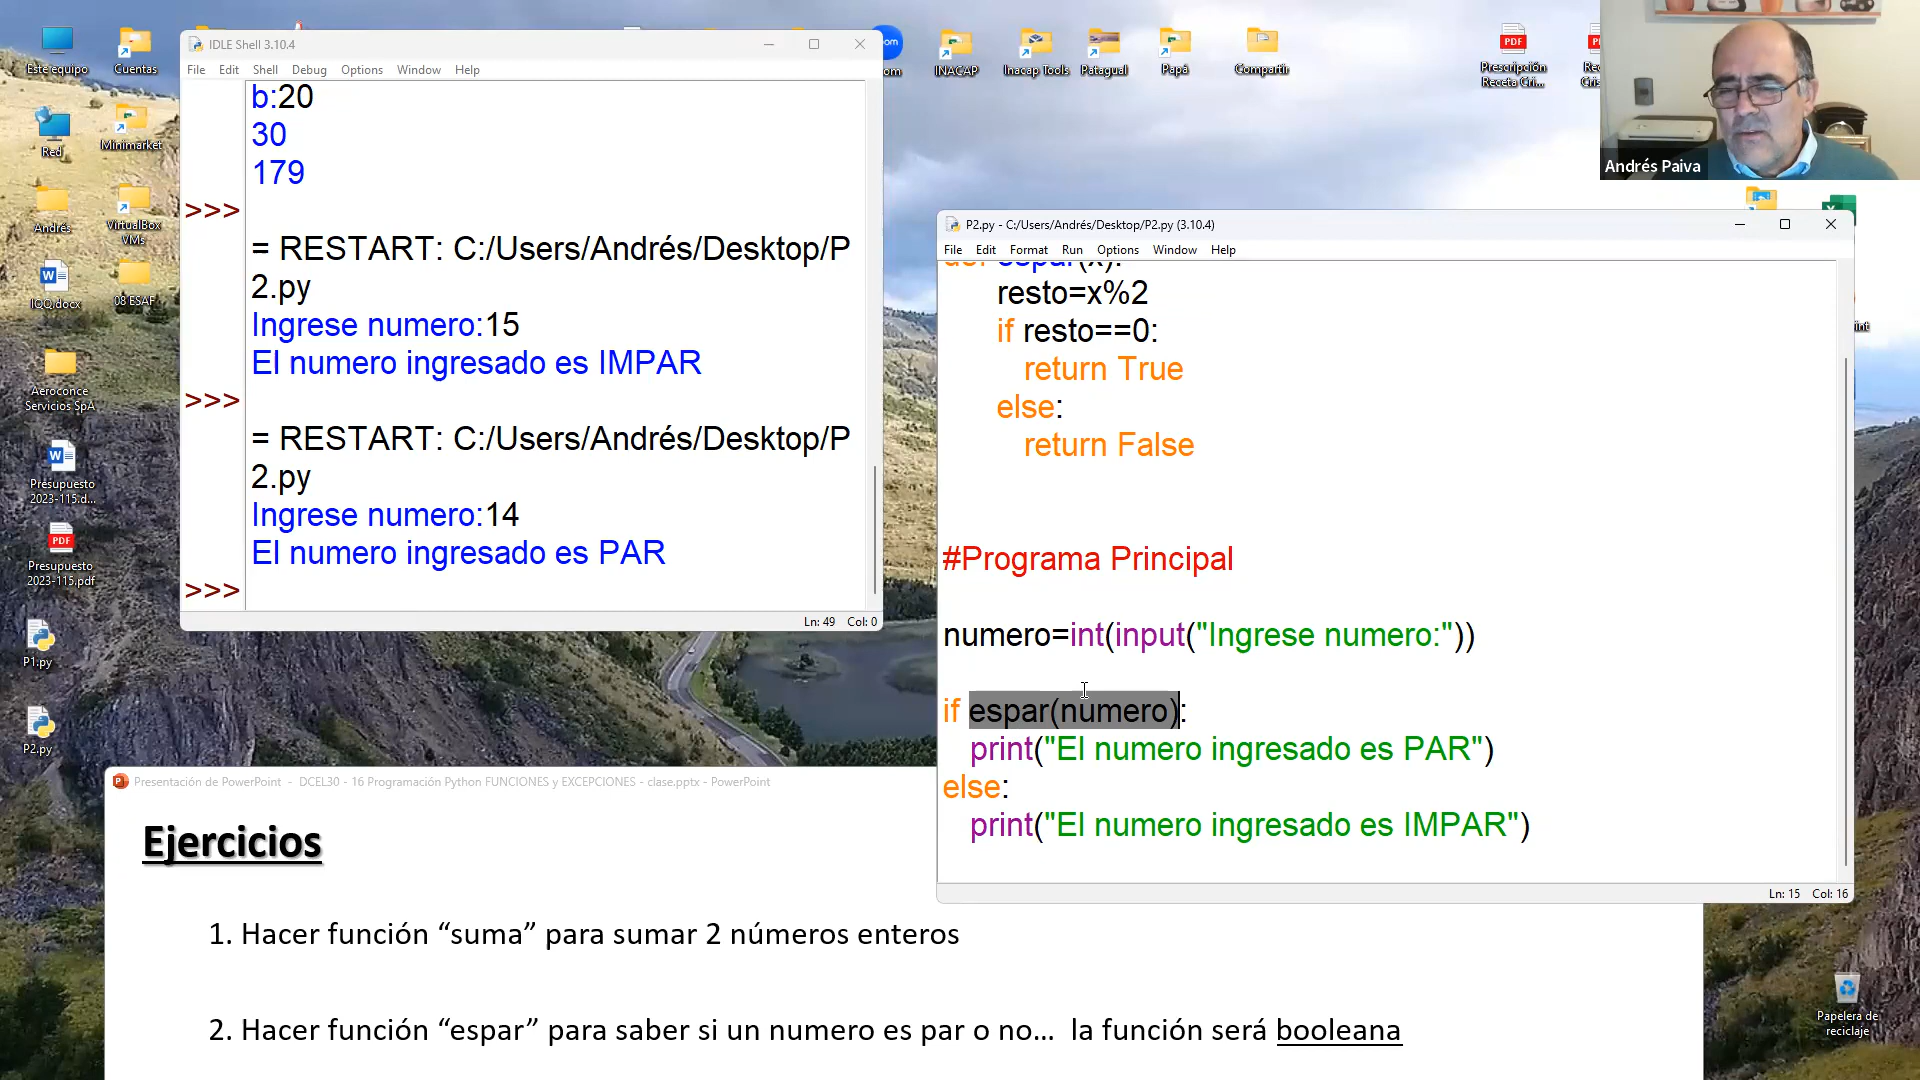 Este equipo
Cuentas
Red
Minimarket
Andrés
VirtualBox
VMs
IOQ.docx
08 ESAF
Aeroconce
Servicios SpA
Presupuesto
2023-115.d...
Presupuesto
2023-115.pdf
P1.py
P2.py
INACAP
Inacap Tools
Patagual
Papá
Compartir
Prescripción
Receta Cri...
Andrés Paiva
Papelera de
reciclaje
IDLE Shell 3.10.4
File Edit Shell Debug Options Window Help
b:20
30
179
>>>
= RESTART: C:/Users/Andrés/Desktop/P
2.py
Ingrese numero:15
El numero ingresado es IMPAR
>>>
= RESTART: C:/Users/Andrés/Desktop/P
2.py
Ingrese numero:14
El numero ingresado es PAR
>>>
Ln: 49 Col: 0
P2.py - C:/Users/Andrés/Desktop/P2.py (3.10.4)
File Edit Format Run Options Window Help
def espar(x):
resto=x%2
if resto==0:
return True
else:
return False
#Programa Principal
numero=int(input("Ingrese numero:"))
if espar(numero):
print("El numero ingresado es PAR")
else:
print("El numero ingresado es IMPAR")
Ln: 15 Col: 16
Presentación de PowerPoint - DCEL30 - 16 Programación Python FUNCIONES y EXCEPCIONES - clase.pptx - PowerPoint
Ejercicios
1. Hacer función “suma” para sumar 2 números enteros
2. Hacer función “espar” para saber si un numero es par o no... la función será booleana